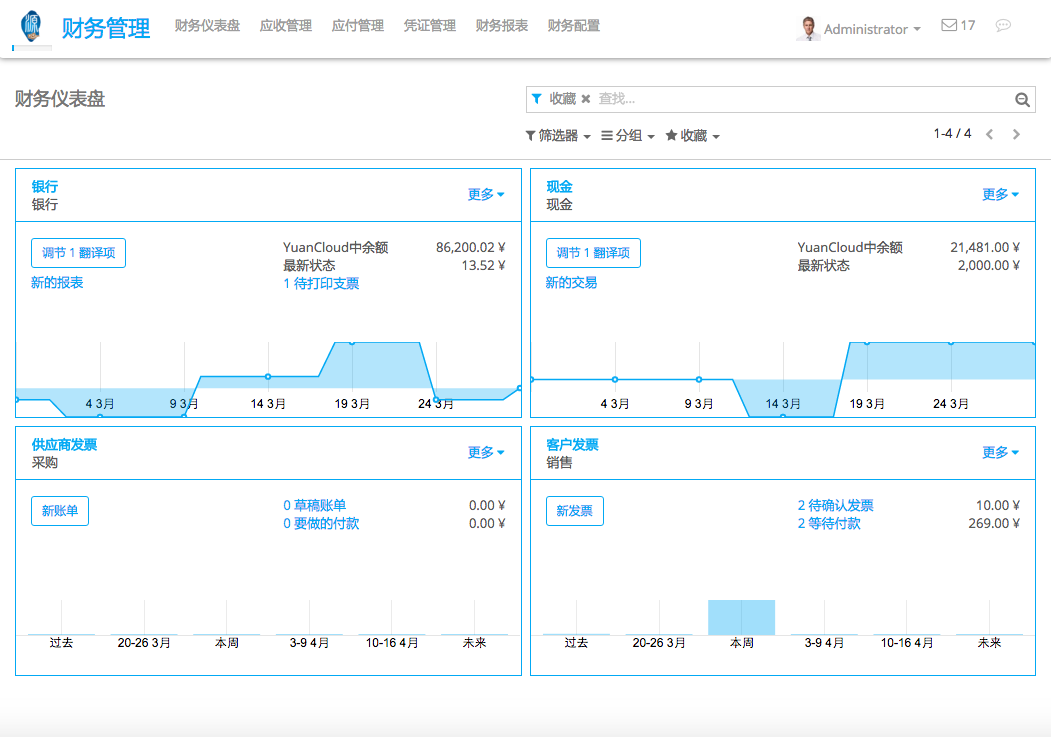 财务管理 财务仪表盘 应收管理 应付管理 凭证管理 财务报表 财务配置 Administrator 17
财务仪表盘 收藏 查找...
筛选器 分组 收藏 1-4 / 4
银行 更多
银行
调节 1 翻译项 YuanCloud中余额 86,200.02 ¥
最新状态 13.52 ¥
新的报表 1 待打印支票
4 3月 9 3月 14 3月 19 3月 24 3月
现金 更多
现金
调节 1 翻译项 YuanCloud中余额 21,481.00 ¥
最新状态 2,000.00 ¥
新的交易
4 3月 9 3月 14 3月 19 3月 24 3月
供应商发票 更多
采购
新账单 0 草稿账单 0.00 ¥
0 要做的付款 0.00 ¥
过去 20-26 3月 本周 3-9 4月 10-16 4月 未来
客户发票 更多
销售
新发票 2 待确认发票 10.00 ¥
2 等待付款 269.00 ¥
过去 20-26 3月 本周 3-9 4月 10-16 4月 未来